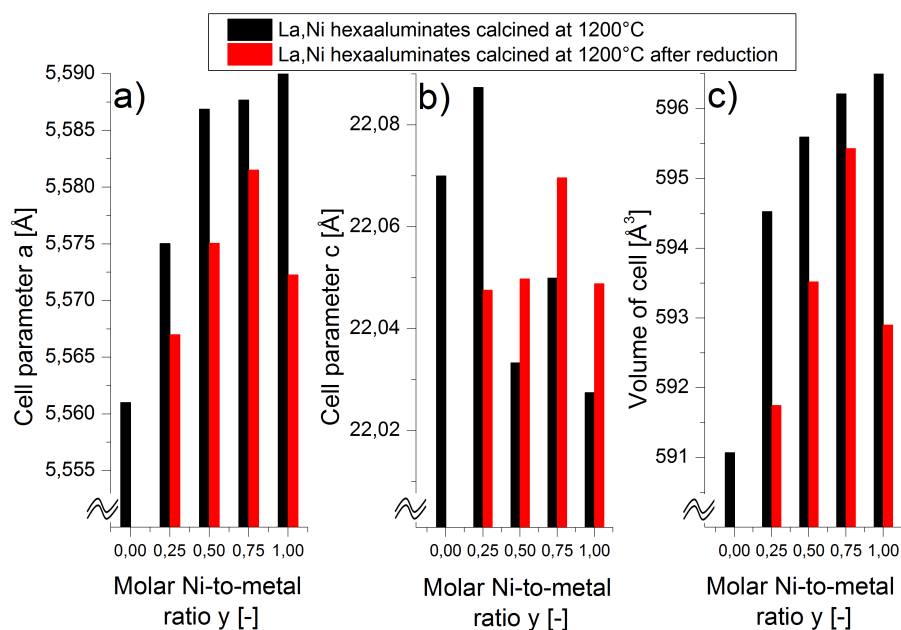 La,Ni hexaaluminates calcined at 1200°C
La,Ni hexaaluminates calcined at 1200°C after reduction
a)
5,590
5,585
5,580
5,575
5,570
5,565
5,560
5,555
Cell parameter a [Å]
0,00 0,25 0,50 0,75 1,00
Molar Ni-to-metal
ratio y [-]
b)
22,08
22,06
22,04
22,02
Cell parameter c [Å]
0,00 0,25 0,50 0,75 1,00
Molar Ni-to-metal
ratio y [-]
c)
596
595
594
593
592
591
Volume of cell [Å³]
0,00 0,25 0,50 0,75 1,00
Molar Ni-to-metal
ratio y [-]